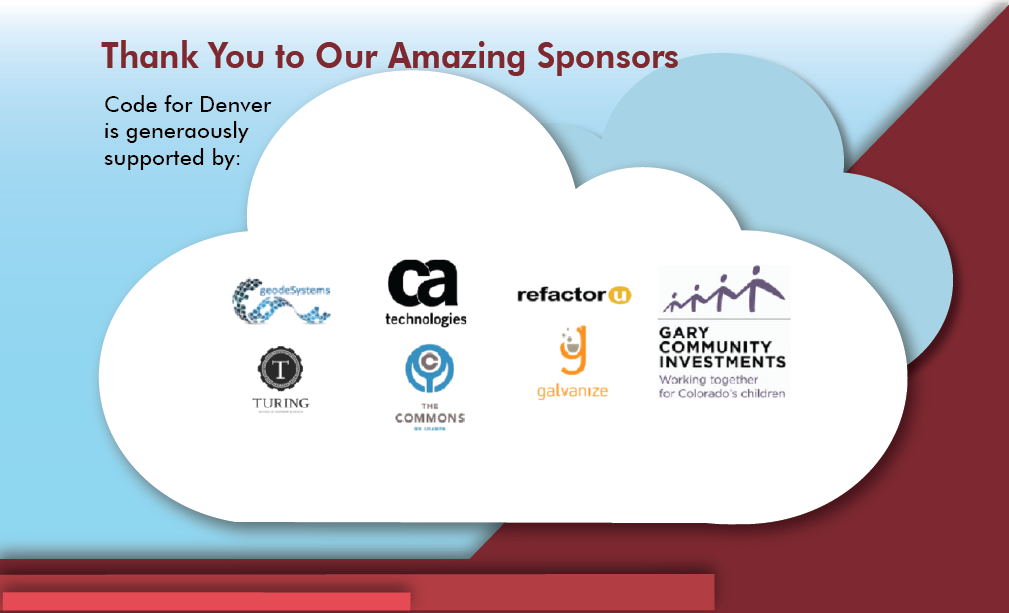 Thank You to Our Amazing Sponsors
Code for Denver
is generaously
supported by:
geodeSystems
ca
technologies
refactor u
GARY
COMMUNITY
INVESTMENTS
Working together
for Colorado's children
T
TURING
C
THE
COMMONS
ON CHAMPA
g
galvanize